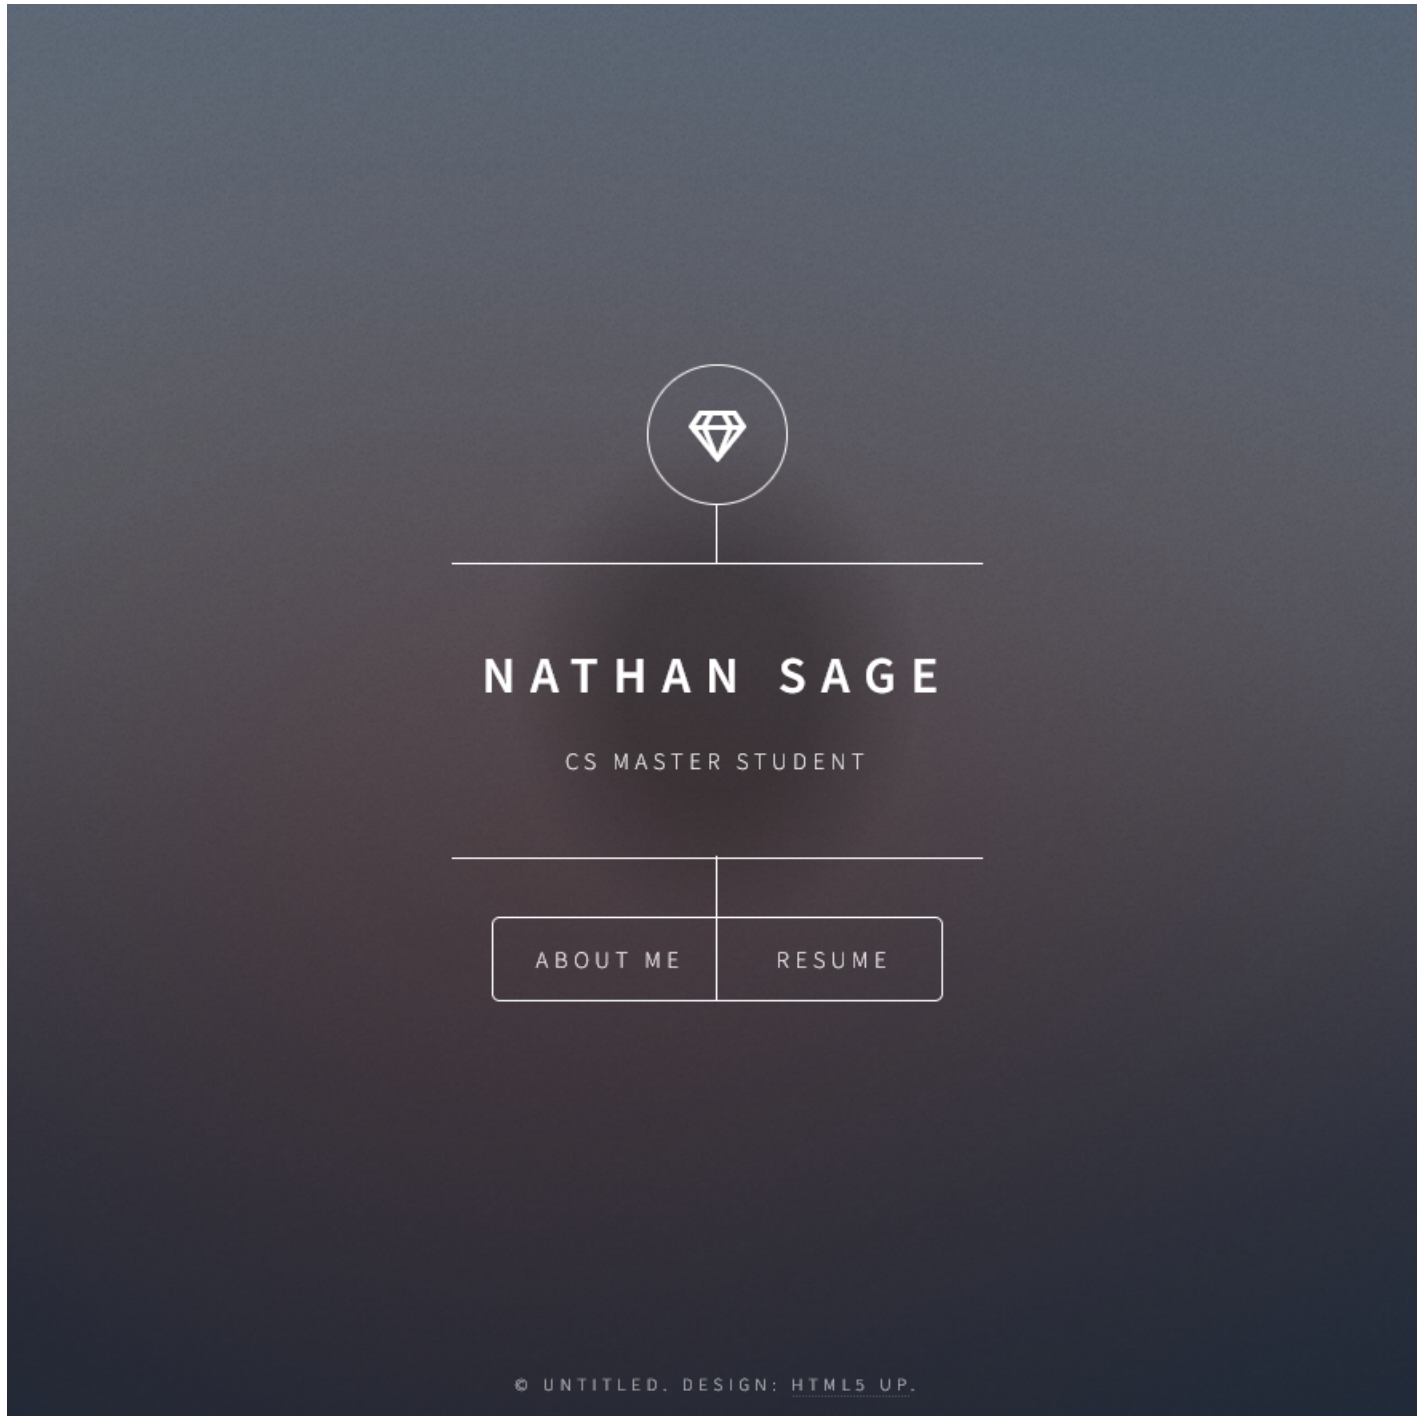 NATHAN SAGE
CS MASTER STUDENT
ABOUT ME
RESUME
© UNTITLED. DESIGN: HTML5 UP.